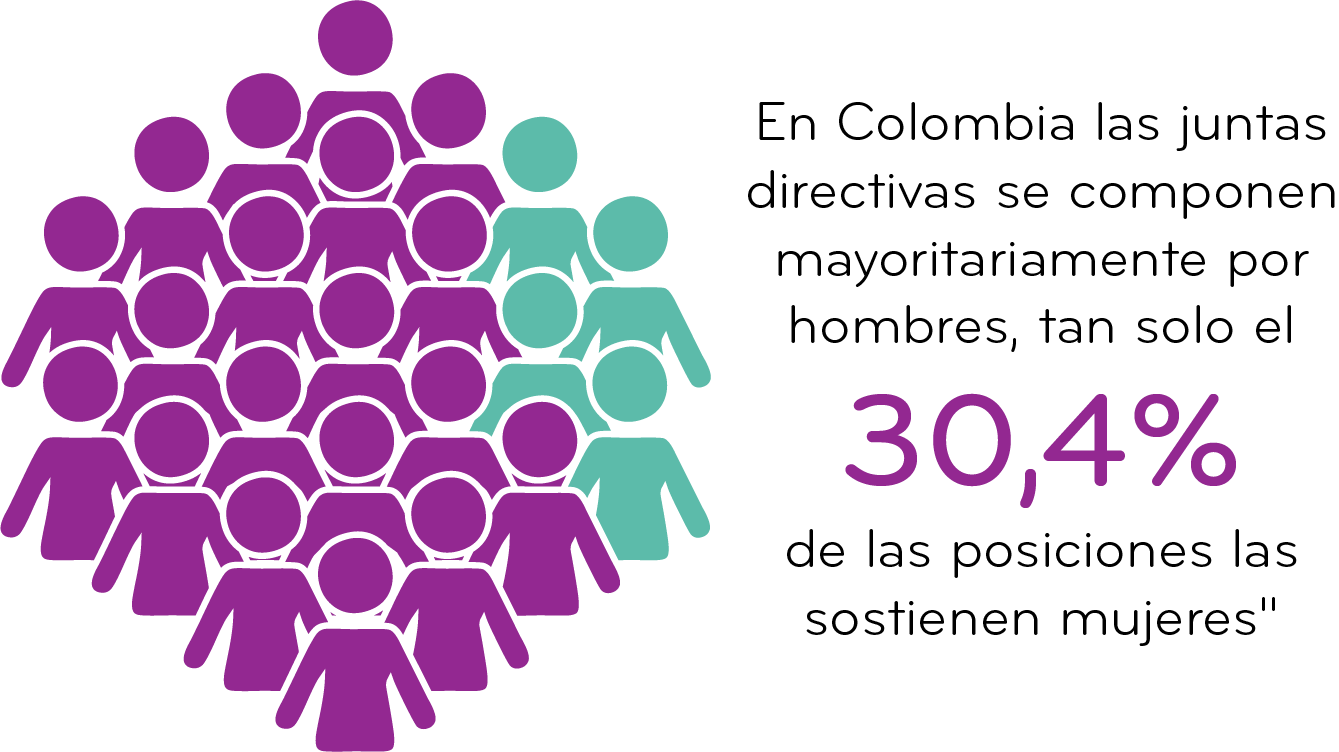 En Colombia las juntas
directivas se componen
mayoritariamente por
hombres, tan solo el
30,4%
de las posiciones las
sostienen mujeres"